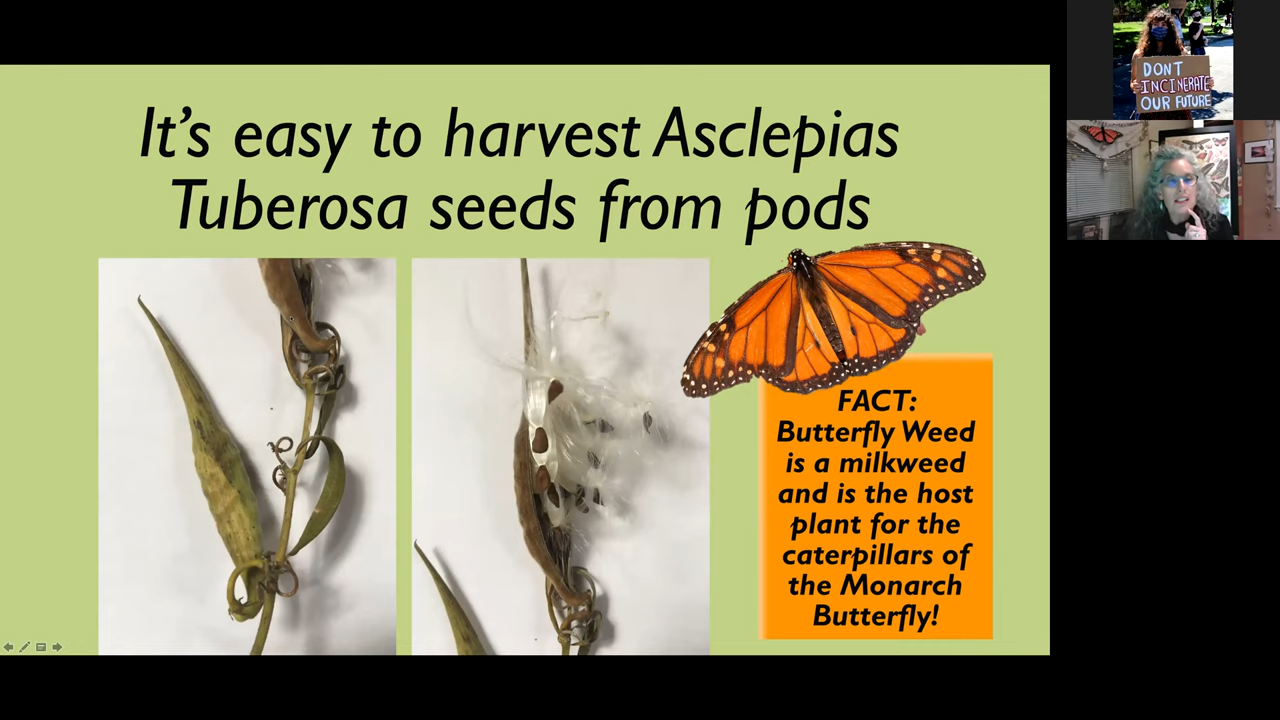 It's easy to harvest Asclepias
Tuberosa seeds from pods
FACT:
Butterfly Weed
is a milkweed
and is the host
plant for the
caterpillars of
the Monarch
Butterfly!
DONT
INCINERATE
OUR FUTURE